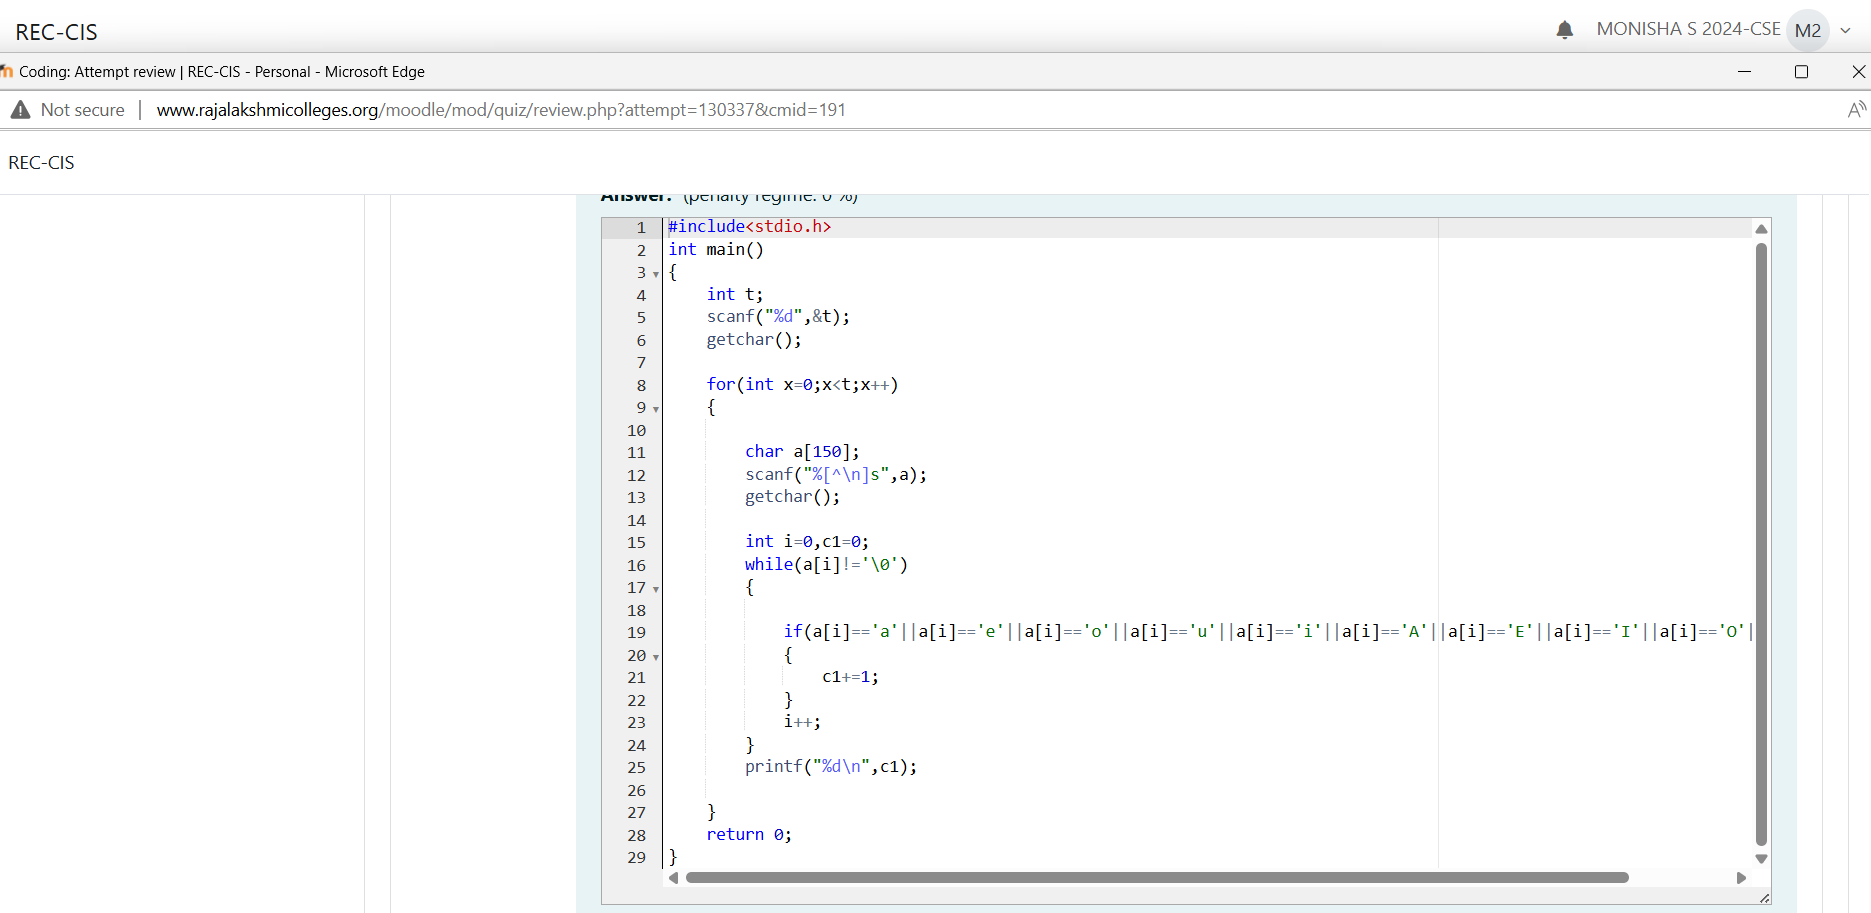 REC-CIS
MONISHA S 2024-CSE M2
Coding: Attempt review | REC-CIS - Personal - Microsoft Edge
Not secure | www.rajalakshmicolleges.org/moodle/mod/quiz/review.php?attempt=130337&cmid=191
REC-CIS
Answer: (penalty regime: 0 %)
1 #include<stdio.h>
2 int main()
3 {
4 int t;
5 scanf("%d",&t);
6 getchar();
7
8 for(int x=0;x<t;x++)
9 {
10
11 char a[150];
12 scanf("%[^\n]s",a);
13 getchar();
14
15 int i=0,c1=0;
16 while(a[i]!='\0')
17 {
18
19 if(a[i]=='a'||a[i]=='e'||a[i]=='o'||a[i]=='u'||a[i]=='i'||a[i]=='A'||a[i]=='E'||a[i]=='I'||a[i]=='O'|
20 {
21 c1+=1;
22 }
23 i++;
24 }
25 printf("%d\n",c1);
26
27 }
28 return 0;
29 }